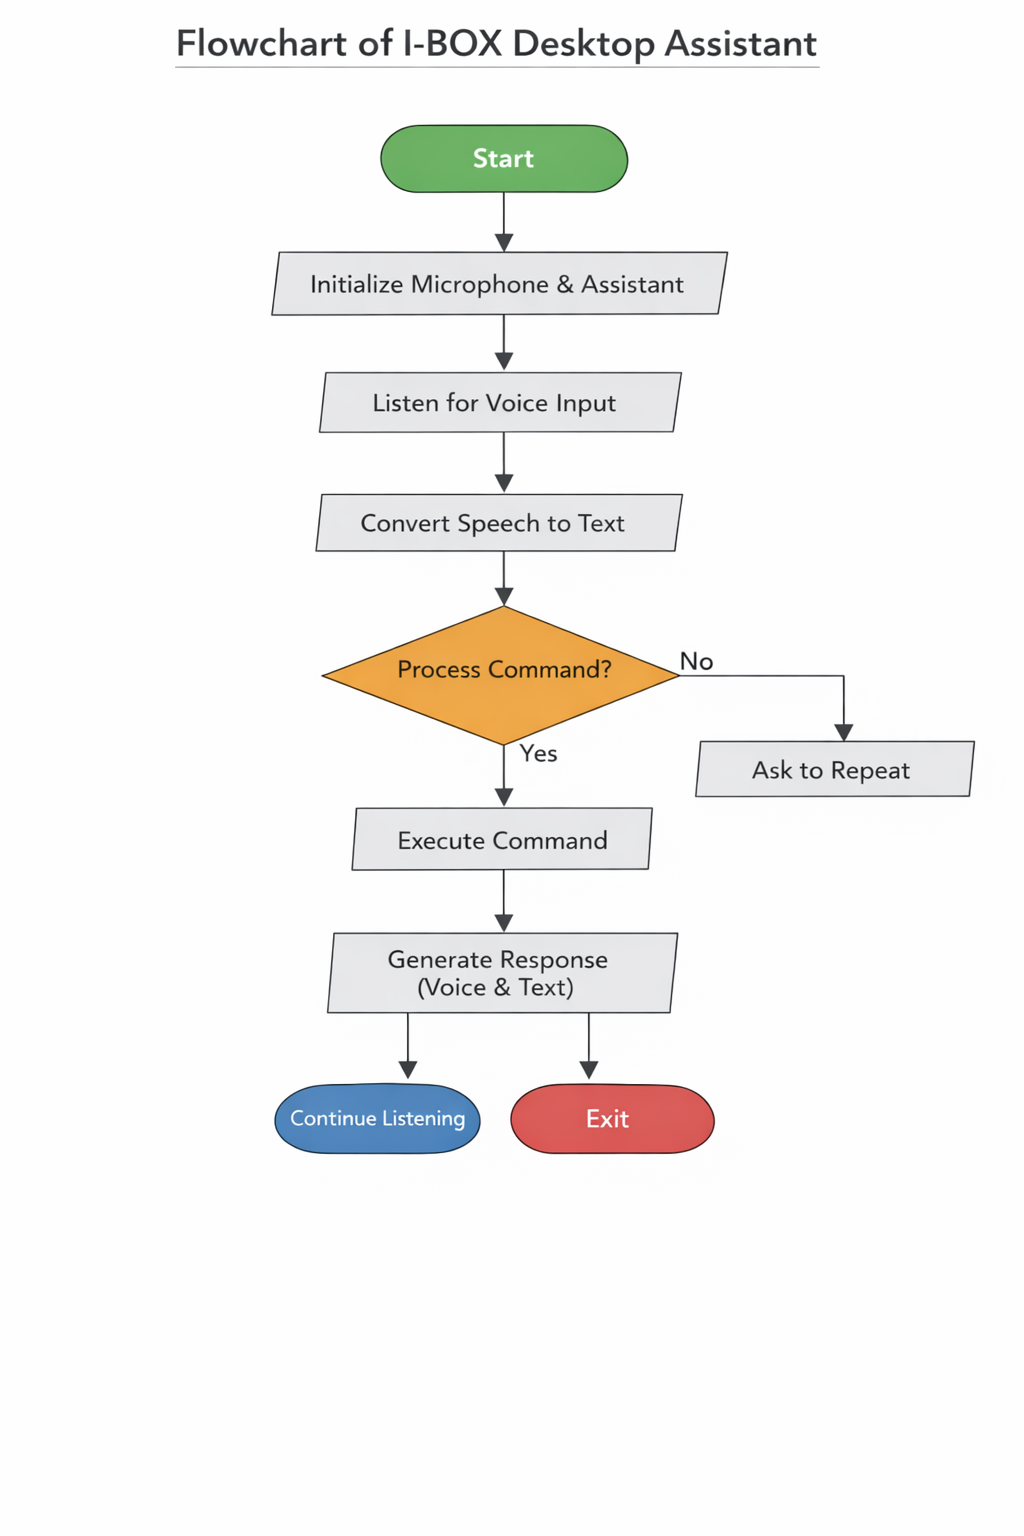 Flowchart of I-BOX Desktop Assistant
Start
Initialize Microphone & Assistant
Listen for Voice Input
Convert Speech to Text
Process Command?
No
Yes
Ask to Repeat
Execute Command
Generate Response
(Voice & Text)
Continue Listening
Exit